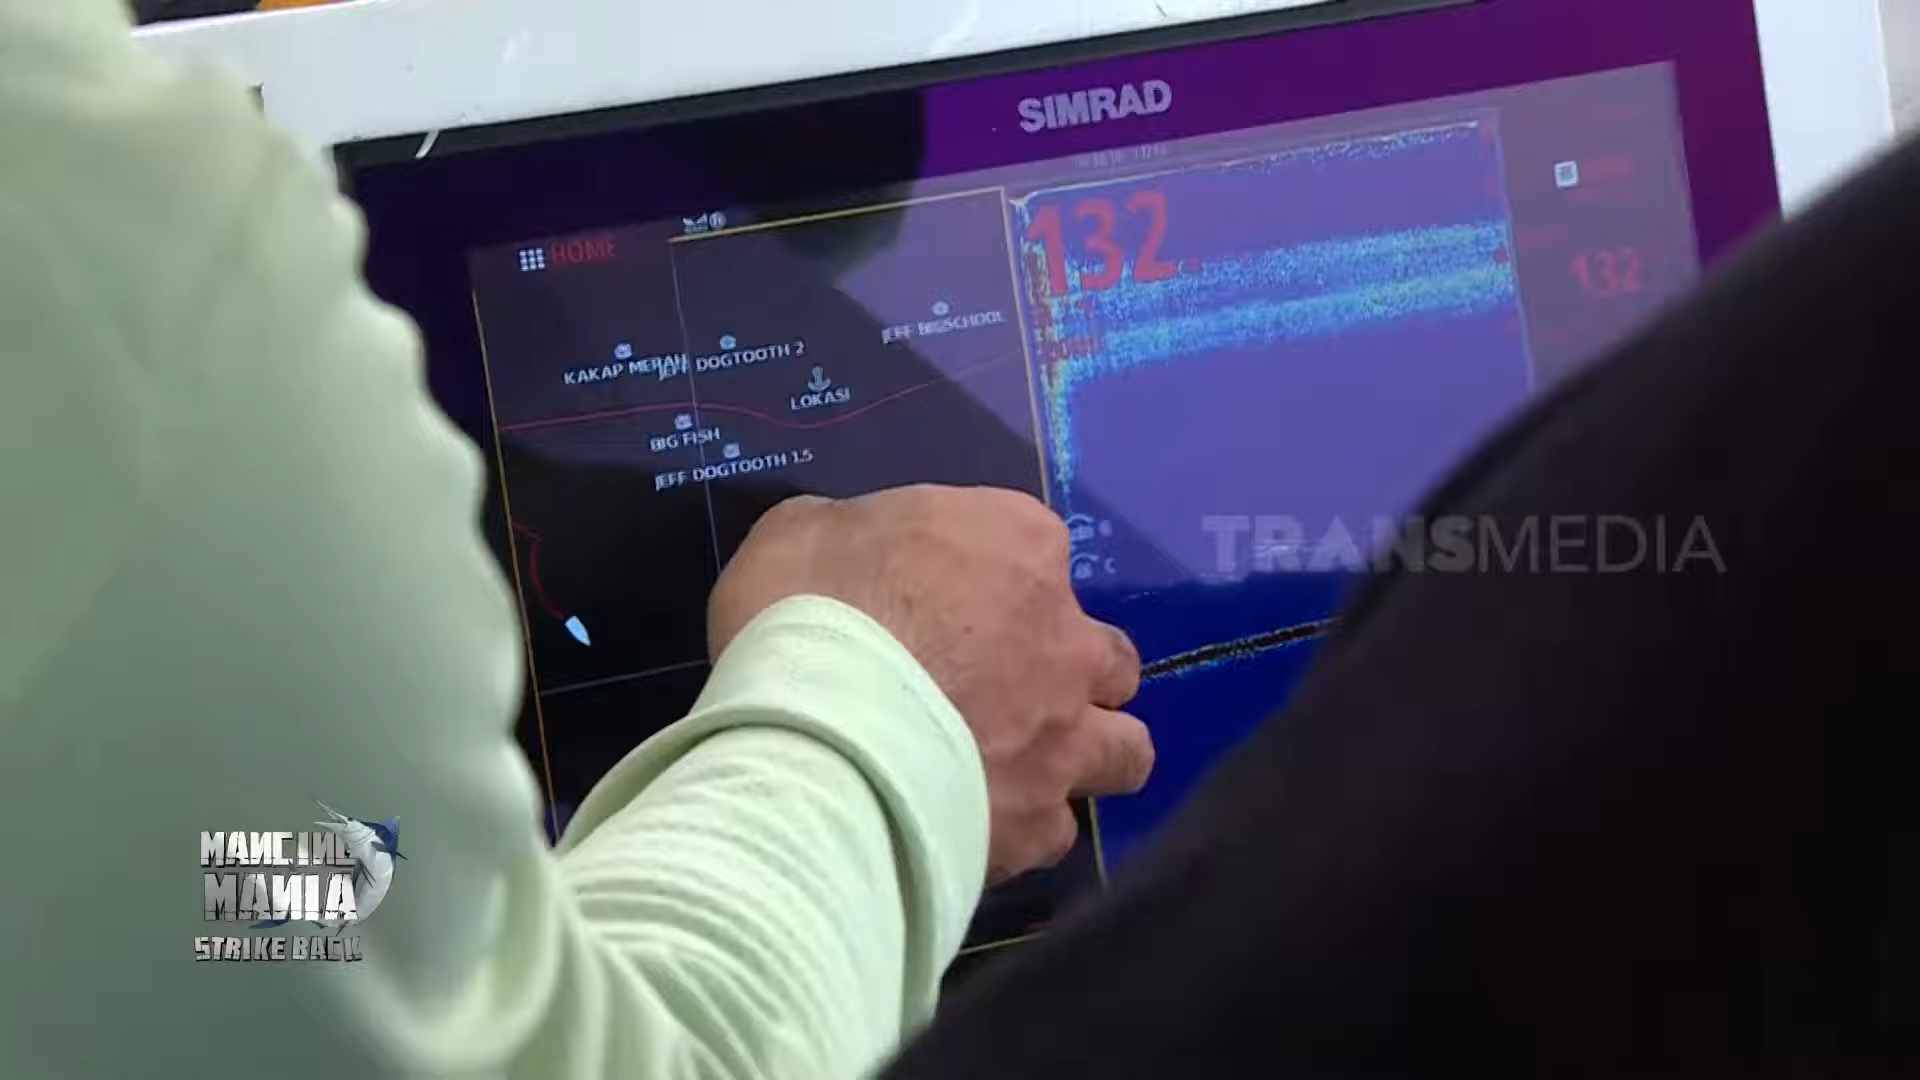 SIMRAD
HOME
132
132
JEFF BIGSCHOOL
KAKAP MERAH
JEFF DOGTOOTH 2
LOKASI
BIG FISH
JEFF DOGTOOTH 1.5
TRANSMEDIA
MANCING
MANIA
STRIKE BACK